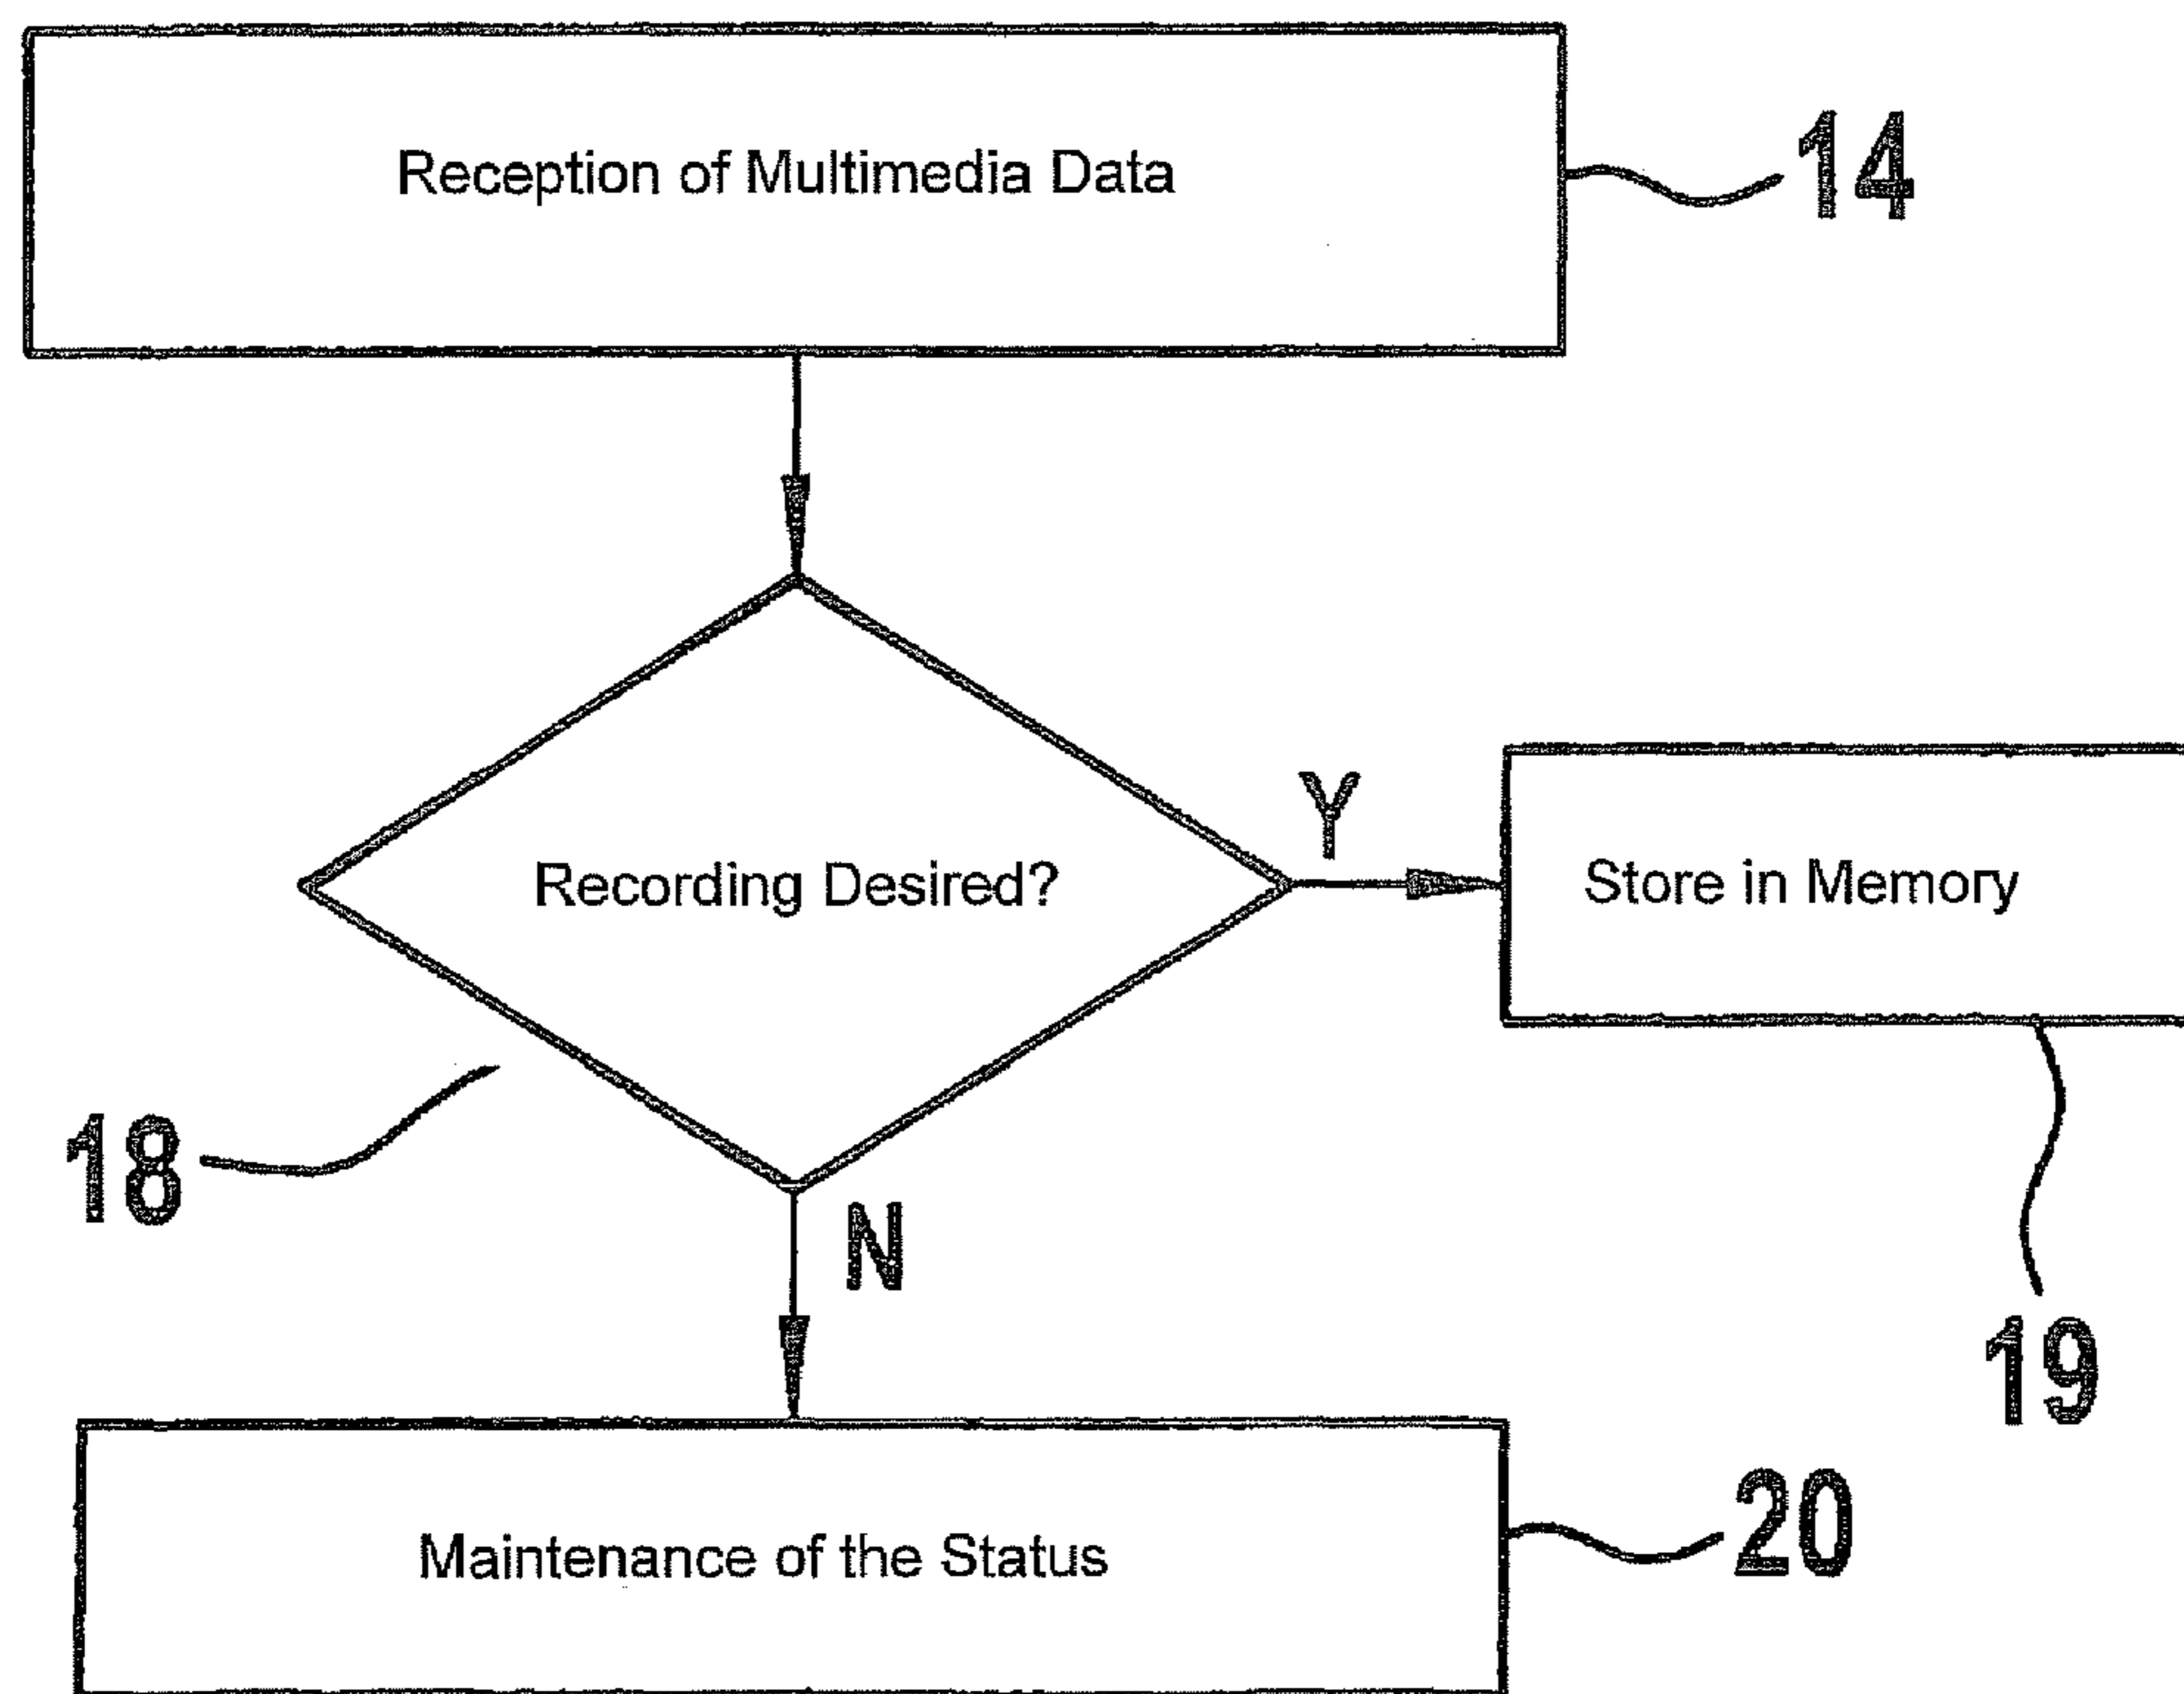 Reception of Multimedia Data
14
Recording Desired?
Y
Store in Memory
18
N
19
Maintenance of the Status
20